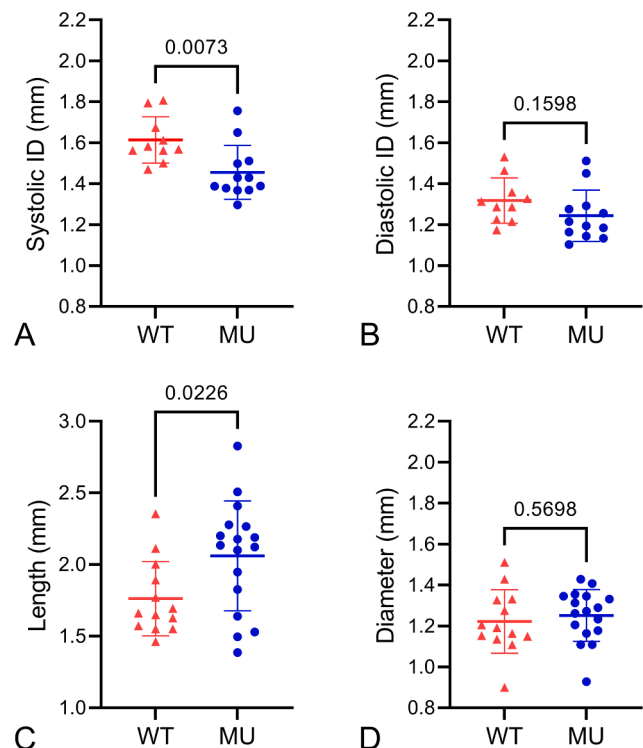 2.2
2.0
1.8
1.6
1.4
1.2
1.0
0.8
Systolic ID (mm)
0.0073
WT MU
A
2.2
2.0
1.8
1.6
1.4
1.2
1.0
0.8
Diastolic ID (mm)
0.1598
WT MU
B
3.0
2.5
2.0
1.5
1.0
Length (mm)
0.0226
WT MU
C
2.2
2.0
1.8
1.6
1.4
1.2
1.0
0.8
Diameter (mm)
0.5698
WT MU
D